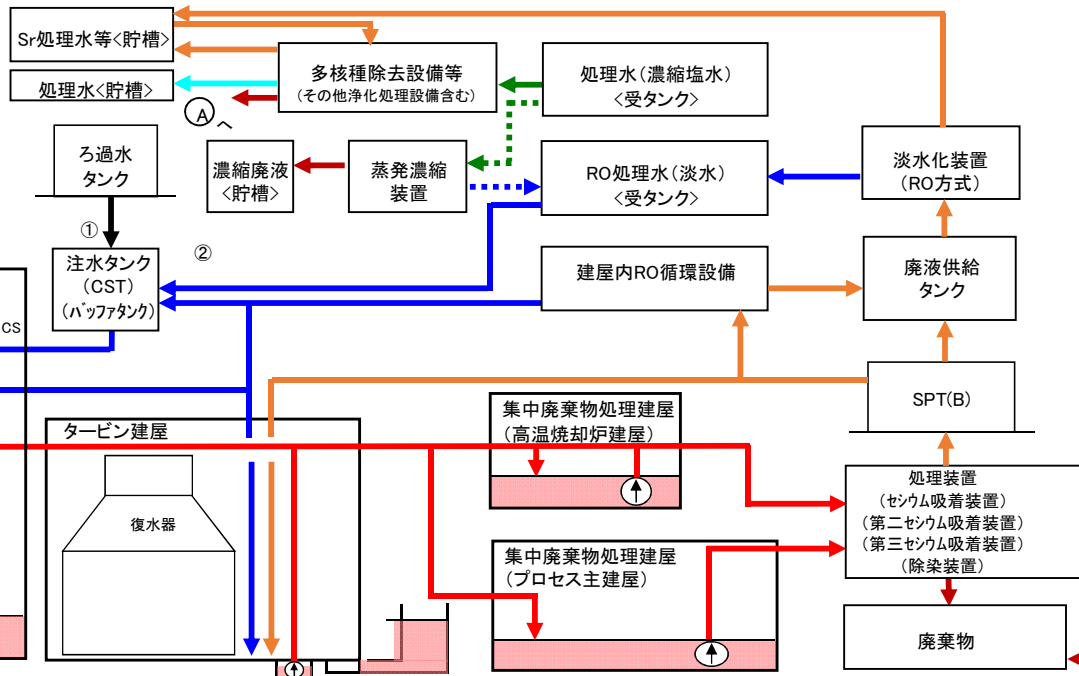 Sr処理水等<貯槽>
処理水<貯槽>
多核種除去設備等
(その他浄化処理設備含む)
処理水(濃縮塩水)
<受タンク>
A へ
ろ過水
タンク
濃縮廃液
<貯槽>
蒸発濃縮
装置
RO処理水(淡水)
<受タンク>
淡水化装置
(RO方式)
①
②
注水タンク
(CST)
(バッファタンク)
建屋内RO循環設備
廃液供給
タンク
CS
SPT(B)
タービン建屋
復水器
集中廃棄物処理建屋
(高温焼却炉建屋)
処理装置
(セシウム吸着装置)
(第二セシウム吸着装置)
(第三セシウム吸着装置)
(除染装置)
集中廃棄物処理建屋
(プロセス主建屋)
廃棄物